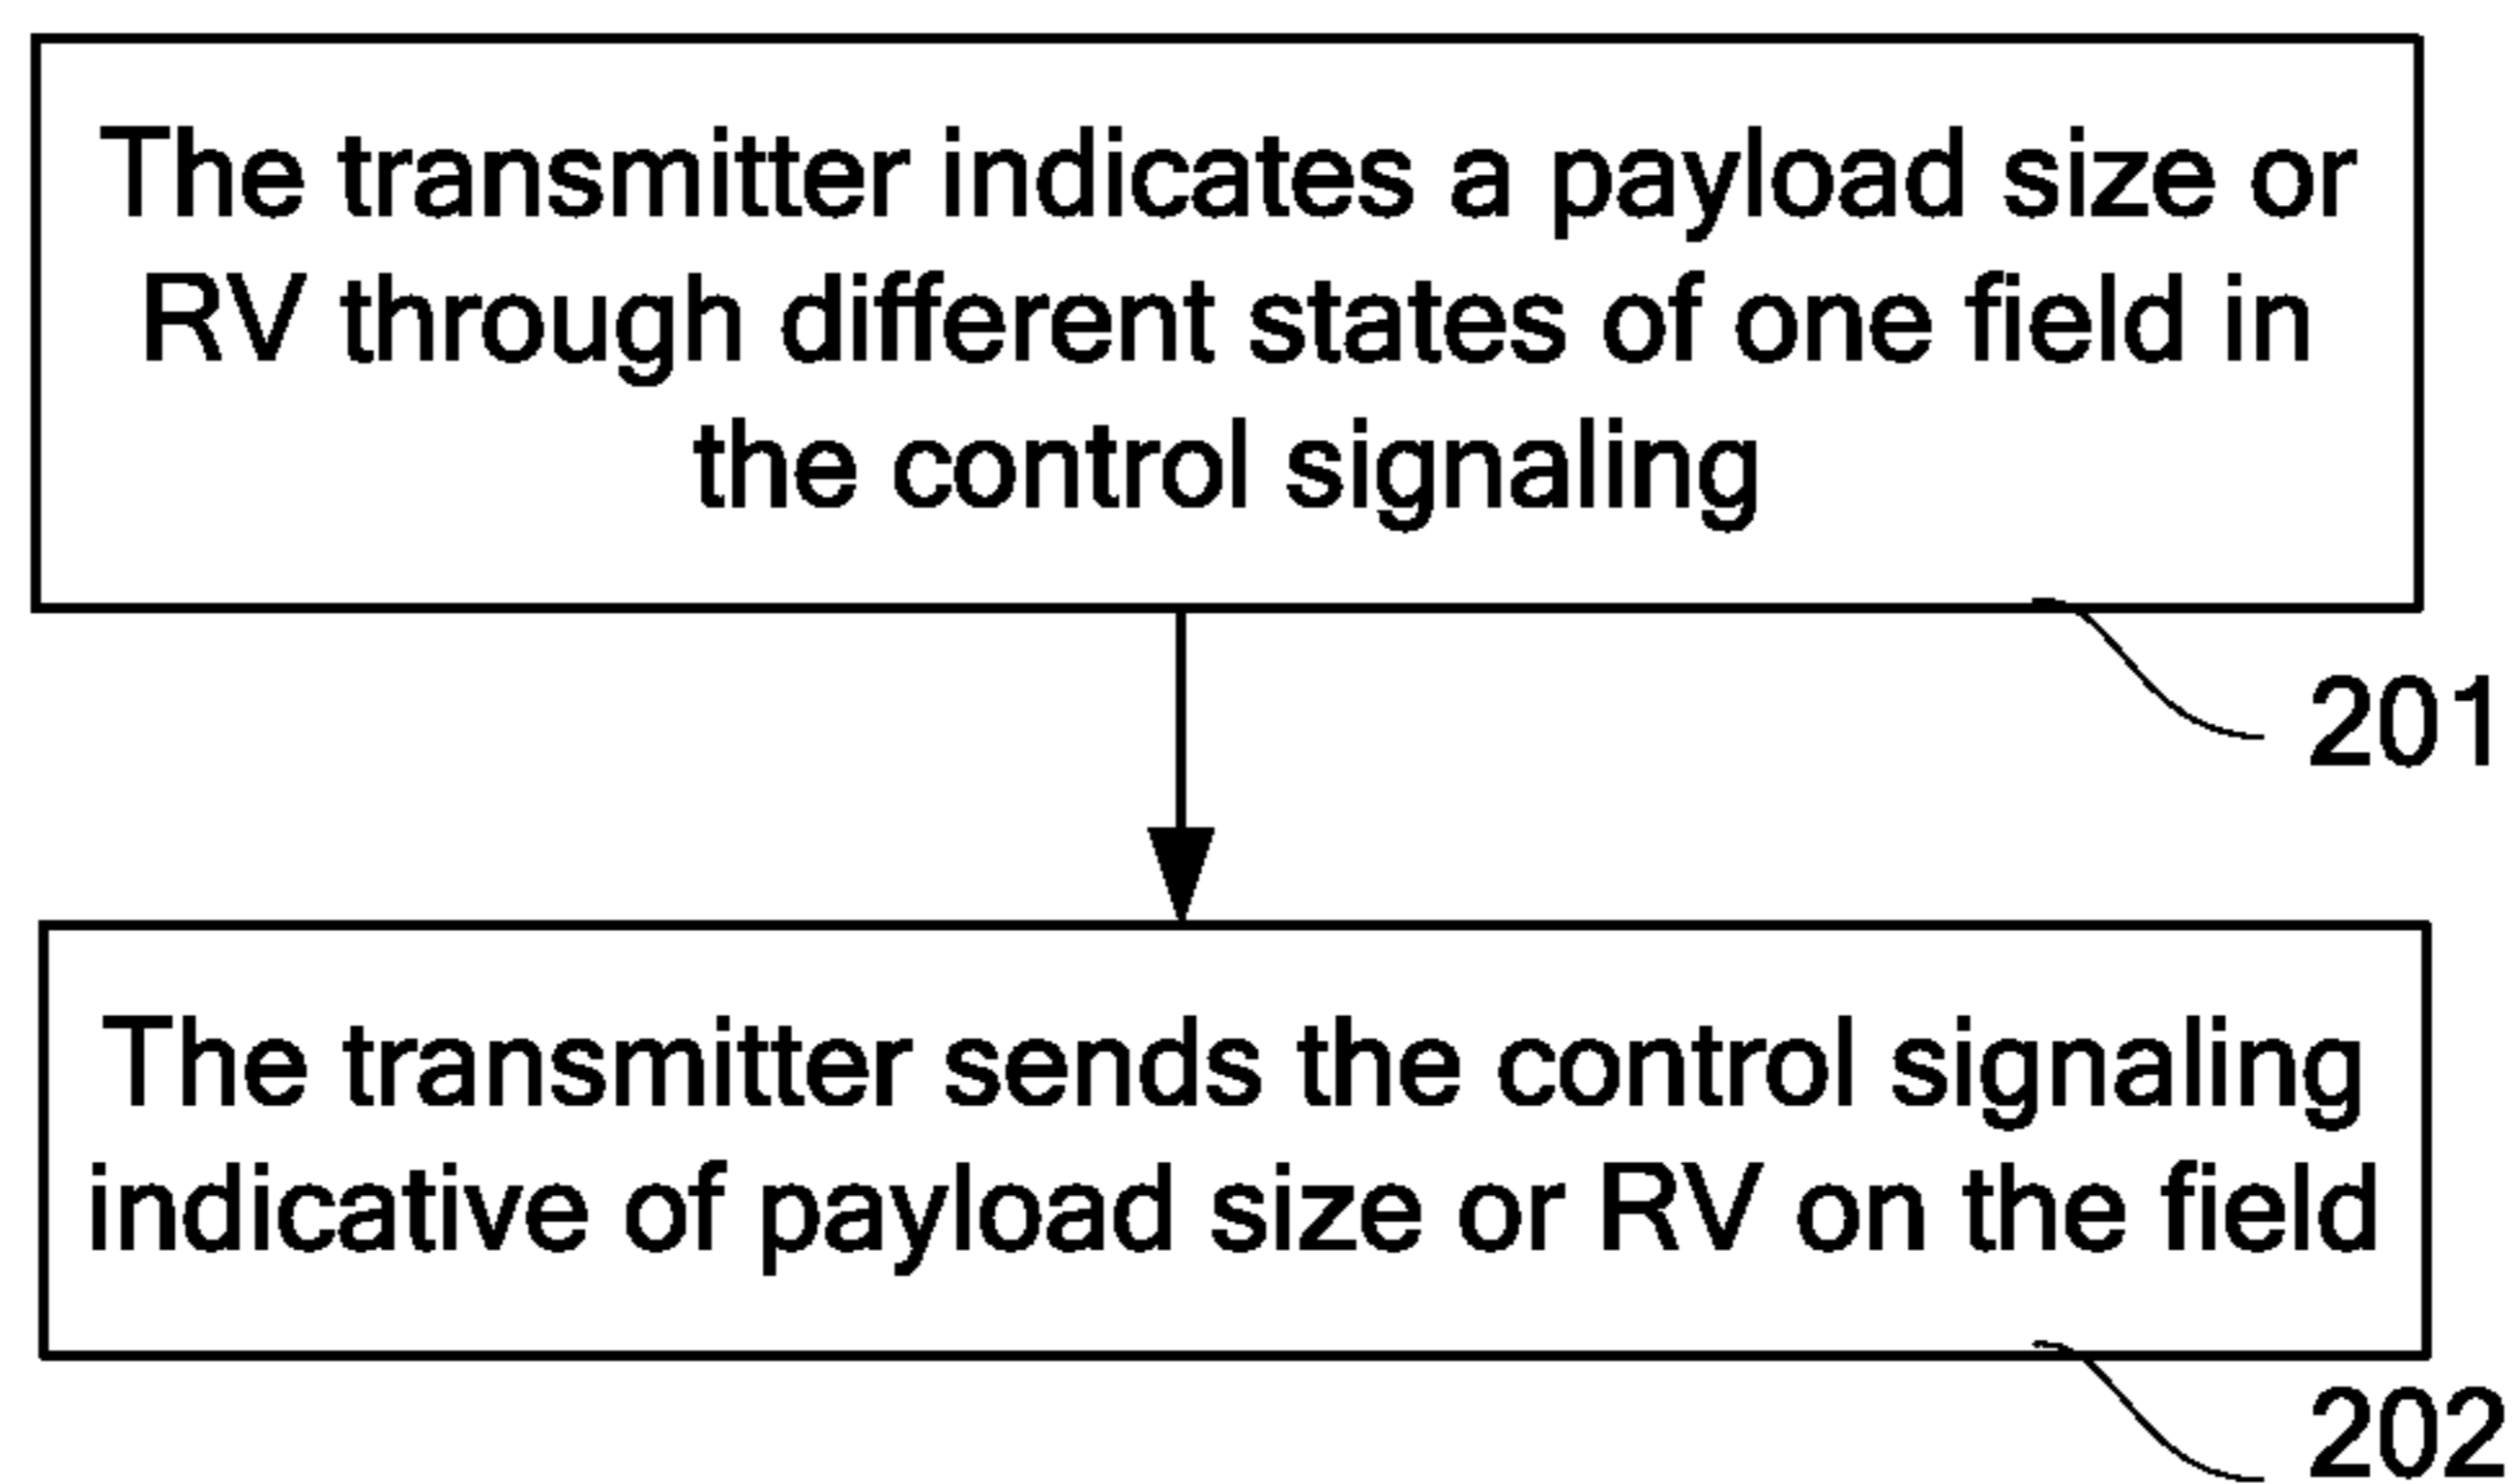 The transmitter indicates a payload size or
RV through different states of one field in
the control signaling
201
The transmitter sends the control signaling
indicative of payload size or RV on the field
202